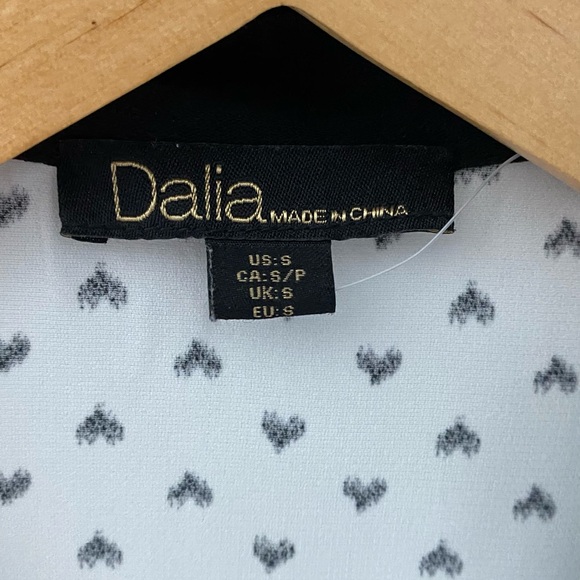 Dalia MADE IN CHINA
US:S
CA:S/P
UK:S
EU:S